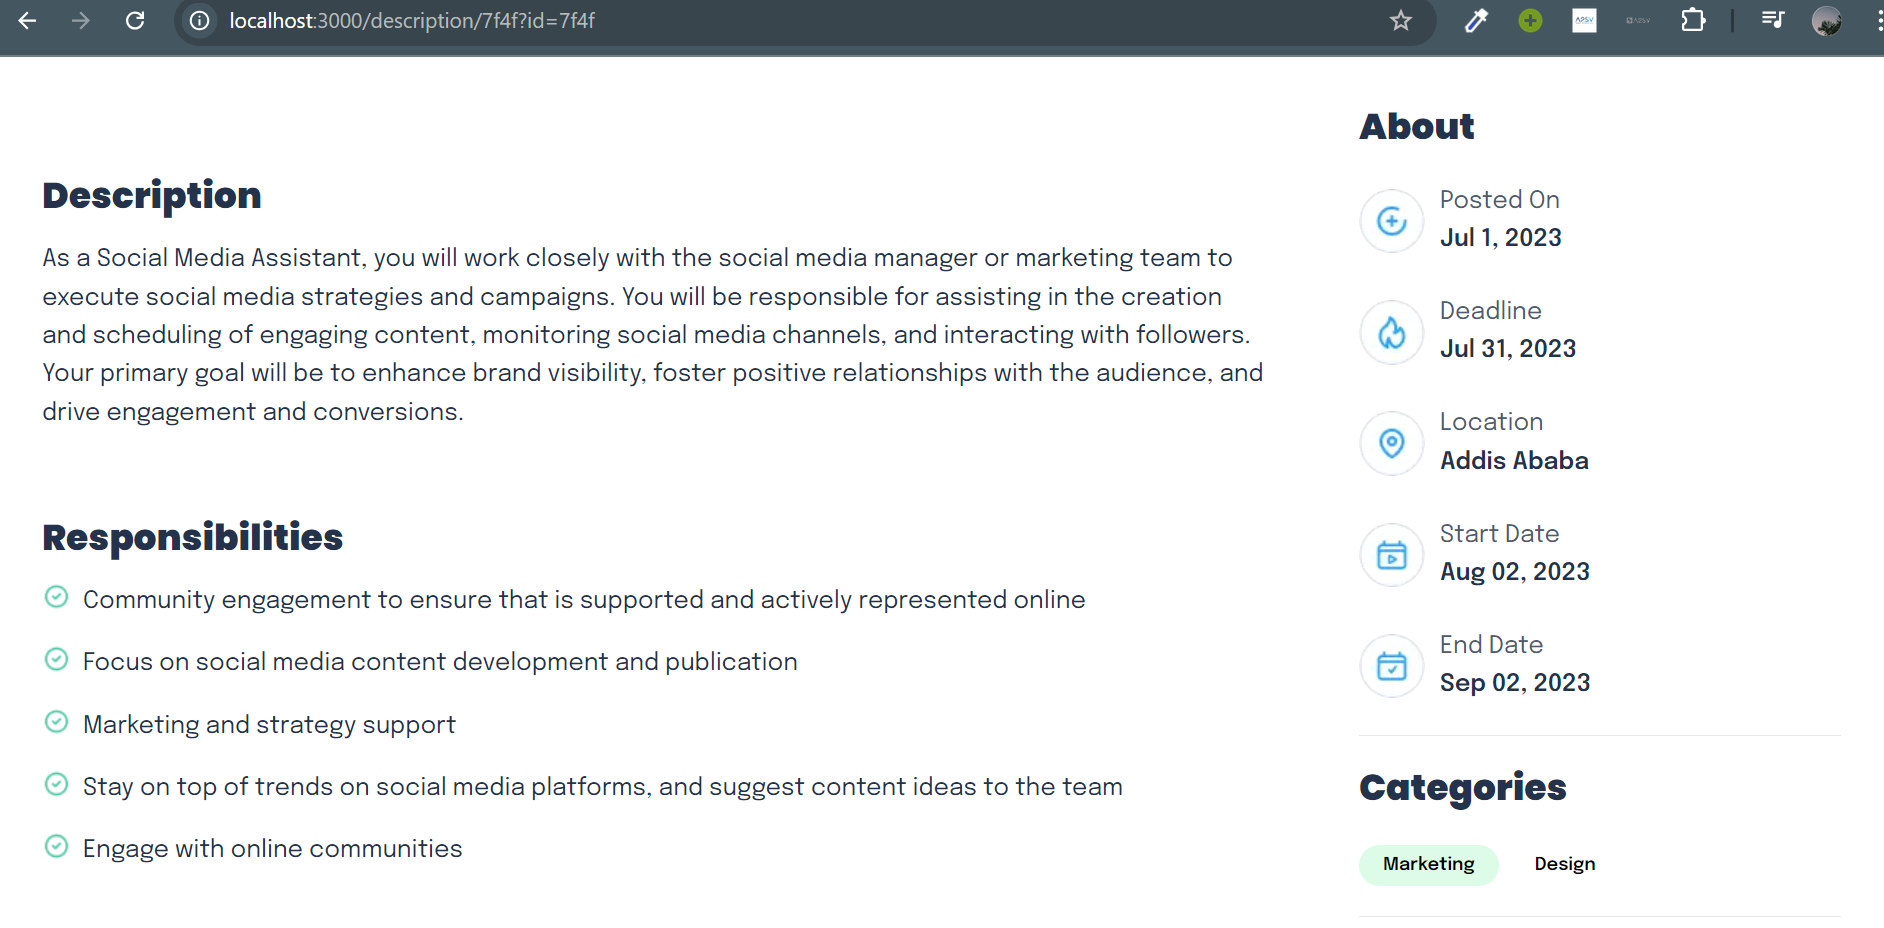 localhost:3000/description/7f4f?id=7f4f
A2SV
Description
As a Social Media Assistant, you will work closely with the social media manager or marketing team to
execute social media strategies and campaigns. You will be responsible for assisting in the creation
and scheduling of engaging content, monitoring social media channels, and interacting with followers.
Your primary goal will be to enhance brand visibility, foster positive relationships with the audience, and
drive engagement and conversions.
Responsibilities
Community engagement to ensure that is supported and actively represented online
Focus on social media content development and publication
Marketing and strategy support
Stay on top of trends on social media platforms, and suggest content ideas to the team
Engage with online communities
About
Posted On
Jul 1, 2023
Deadline
Jul 31, 2023
Location
Addis Ababa
Start Date
Aug 02, 2023
End Date
Sep 02, 2023
Categories
Marketing Design